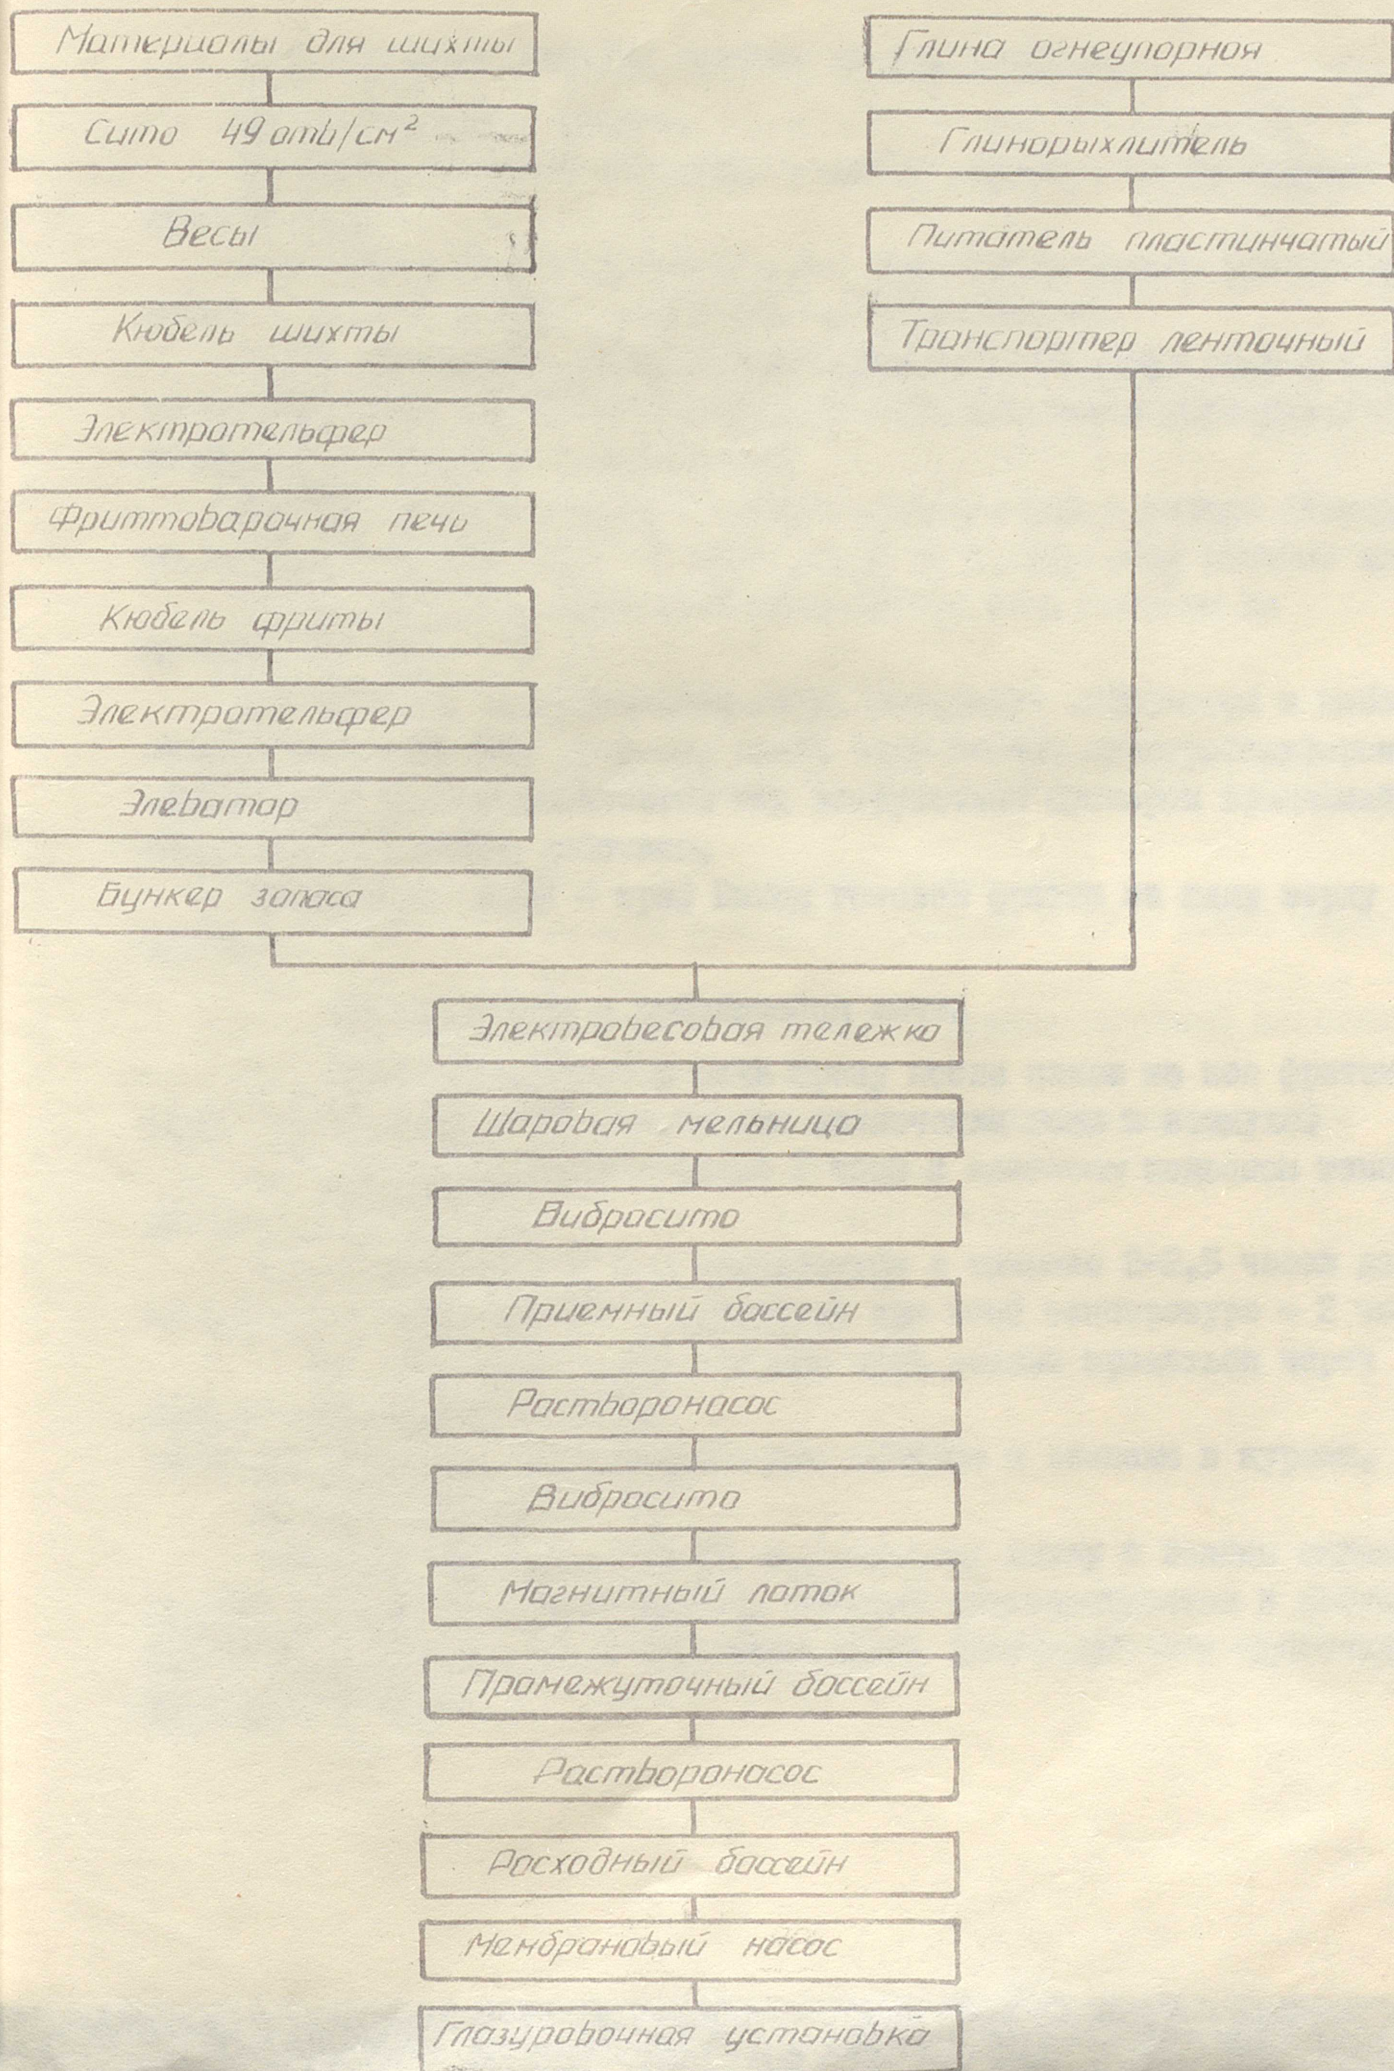 Материалы для шихты
Сито 49 отв/см²
Весы
Кюбель шихты
Электротельфер
Фриттоварочная печь
Кюбель фриты
Электротельфер
Элеватор
Бункер запаса
Глина огнеупорная
Глинорыхлитель
Питатель пластинчатый
Транспортер ленточный
Электровесовая тележка
Шаровая мельница
Вибросито
Приемный бассейн
Растворонасос
Вибросито
Магнитный лоток
Промежуточный бассейн
Растворонасос
Расходный бассейн
Мембрановый насос
Глазуровочная установка